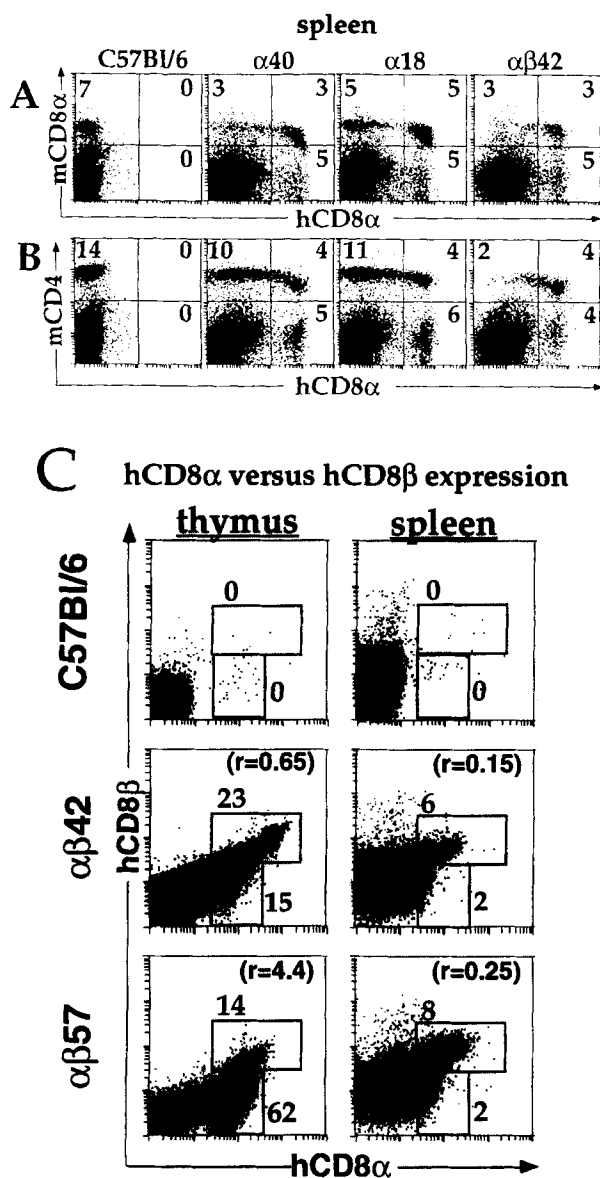 spleen
C57Bl/6 α40 α18 αβ42
A
mCD8α
7 0 3 3 5 5 3 3
0 5 5 5
hCD8α
B
mCD4
14 0 10 4 11 4 2 4
0 5 6 4
hCD8α
C hCD8α versus hCD8β expression
thymus spleen
C57Bl/6
0 0
0 0
αβ42
(r=0.65) (r=0.15)
23 6
15 2
hCD8β
αβ57
(r=4.4) (r=0.25)
14 8
62 2
hCD8α